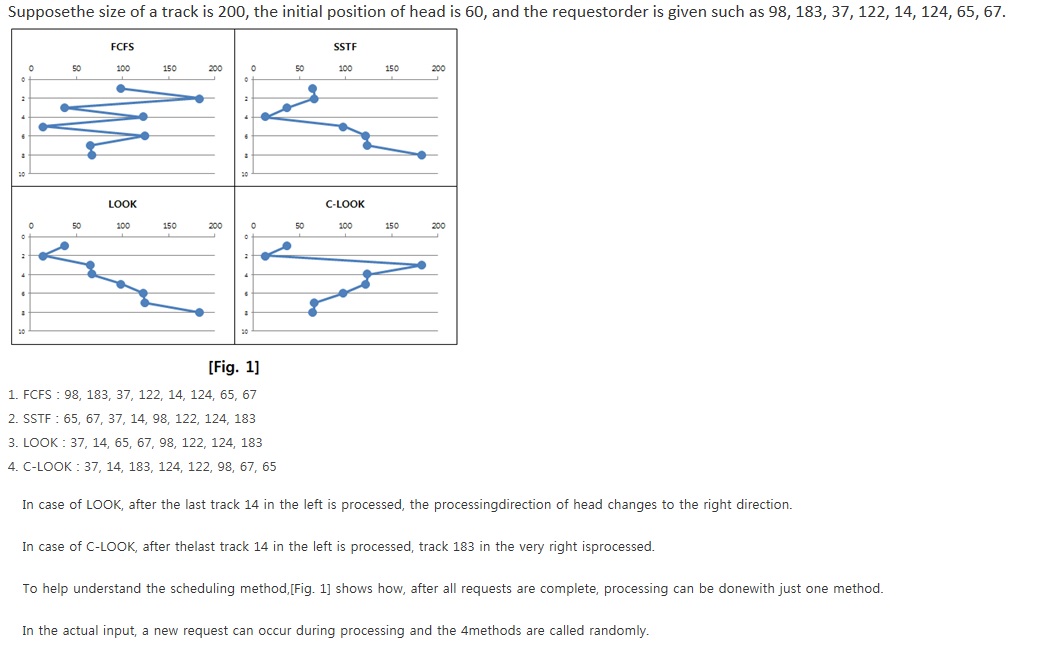 Supposethe size of a track is 200, the initial position of head is 60, and the requestorder is given such as 98, 183, 37, 122, 14, 124, 65, 67.
FCFS
0 50 100 150 200
0
2
4
6
8
10
SSTF
0 50 100 150 200
0
2
4
6
8
10
LOOK
0 50 100 150 200
0
2
4
6
8
10
C-LOOK
0 50 100 150 200
0
2
4
6
8
10
[Fig. 1]
1. FCFS : 98, 183, 37, 122, 14, 124, 65, 67
2. SSTF : 65, 67, 37, 14, 98, 122, 124, 183
3. LOOK : 37, 14, 65, 67, 98, 122, 124, 183
4. C-LOOK : 37, 14, 183, 124, 122, 98, 67, 65
In case of LOOK, after the last track 14 in the left is processed, the processingdirection of head changes to the right direction.
In case of C-LOOK, after thelast track 14 in the left is processed, track 183 in the very right isprocessed.
To help understand the scheduling method,[Fig. 1] shows how, after all requests are complete, processing can be donewith just one method.
In the actual input, a new request can occur during processing and the 4methods are called randomly.